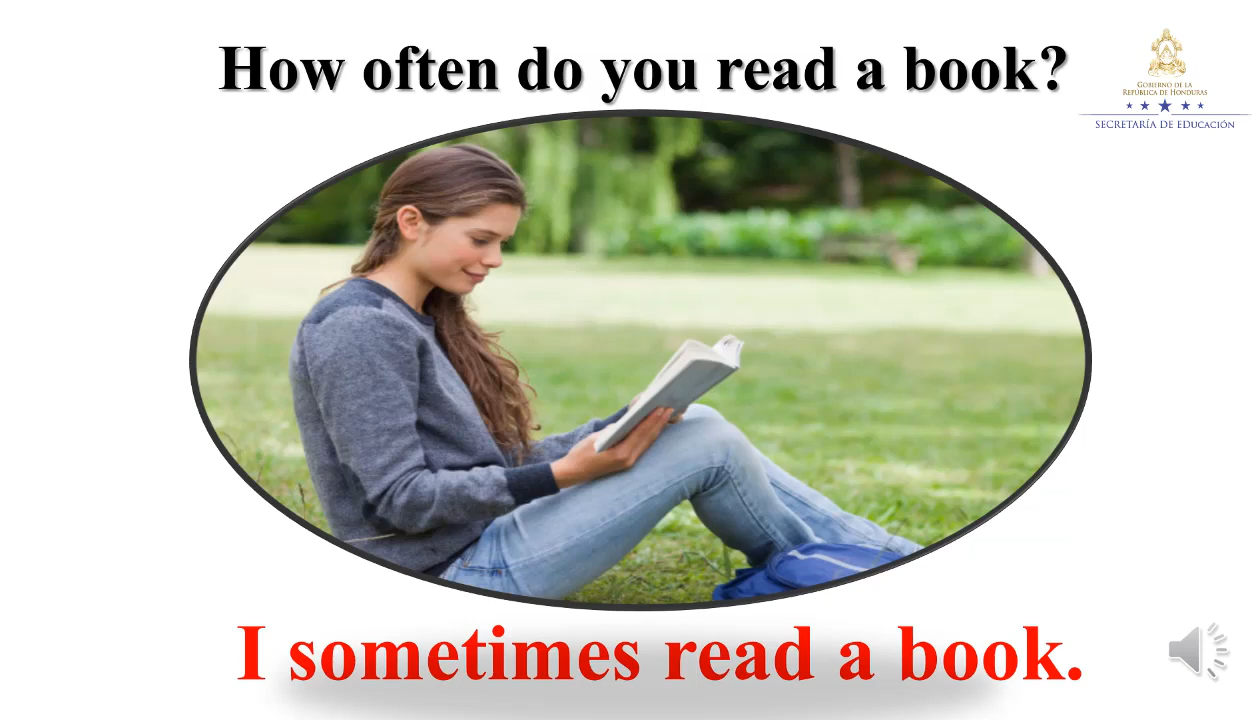 How often do you read a book?
GOBIERNO DE LA
REPÚBLICA DE HONDURAS
SECRETARÍA DE EDUCACIÓN
I sometimes read a book.